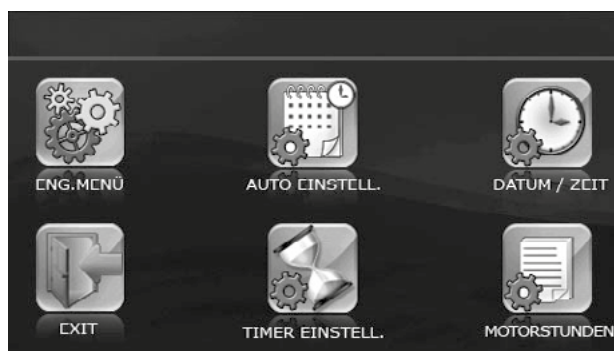 ENG.MENÜ
AUTO EINSTELL.
DATUM / ZEIT
EXIT
TIMER EINSTELL.
MOTORSTUNDEN